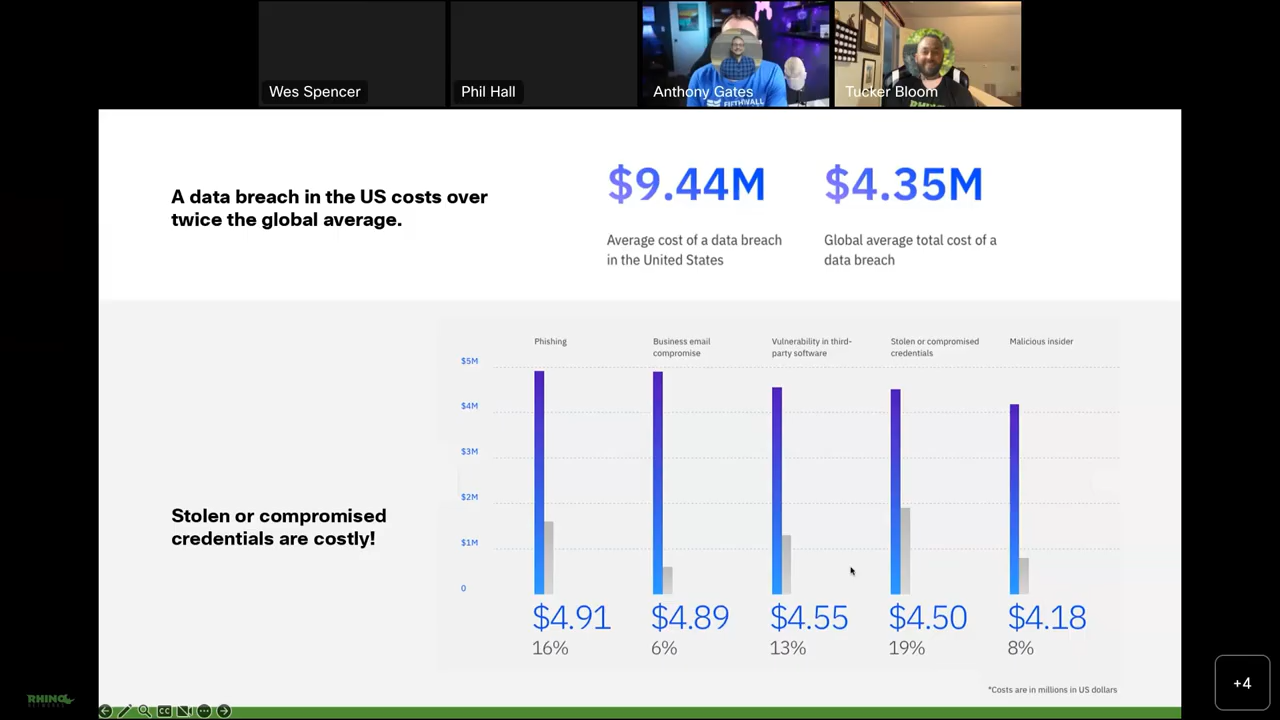 Wes Spencer
Phil Hall
Anthony Gates
Tucker Bloom
FIFTHWALL
A data breach in the US costs over
twice the global average.
$9.44M
Average cost of a data breach
in the United States
$4.35M
Global average total cost of a
data breach
Phishing
Business email
compromise
Vulnerability in third-
party software
Stolen or compromised
credentials
Malicious insider
$5M
$4M
$3M
$2M
$1M
0
Stolen or compromised
credentials are costly!
$4.91
$4.89
$4.55
$4.50
$4.18
16%
6%
13%
19%
8%
*Costs are in millions in US dollars
RHINO
CC
+4